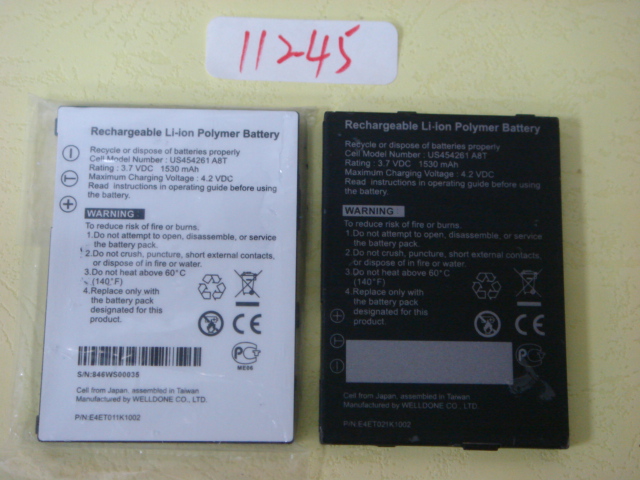 11245
Rechargeable Li-ion Polymer Battery
Recycle or dispose of batteries properly
Cell Model Number : US454261 A8T
Rating : 3.7 VDC 1530 mAh
Maximum Charging Voltage : 4.2 VDC
Read instructions in operating guide before using
the battery.
WARNING
To reduce risk of fire or burns.
1.Do not attempt to open, disassemble, or service
the battery pack.
2.Do not crush, puncture, short external contacts,
or dispose of in fire or water.
3.Do not heat above 60°C
(140°F)
4.Replace only with
the battery pack
designated for this
product.
CE
ME06
S/N:846WS00035
Cell from Japan, assembled in Taiwan
Manufactured by WELLDONE CO., LTD.
P/N:E4ET011K1002
Rechargeable Li-ion Polymer Battery
Recycle or dispose of batteries properly
Cell Model Number : US454261 A8T
Rating : 3.7 VDC 1530 mAh
Maximum Charging Voltage : 4.2 VDC
Read instructions in operating guide before using
the battery.
WARNING
To reduce risk of fire or burns.
1.Do not attempt to open, disassemble, or service
the battery pack.
2.Do not crush, puncture, short external contacts,
or dispose of in fire or water.
3.Do not heat above 60°C
(140°F)
4.Replace only with
the battery pack
designated for this
product.
CE
Cell from Japan, assembled in Taiwan
Manufactured by WELLDONE CO., LTD.
P/N:E4ET021K1002